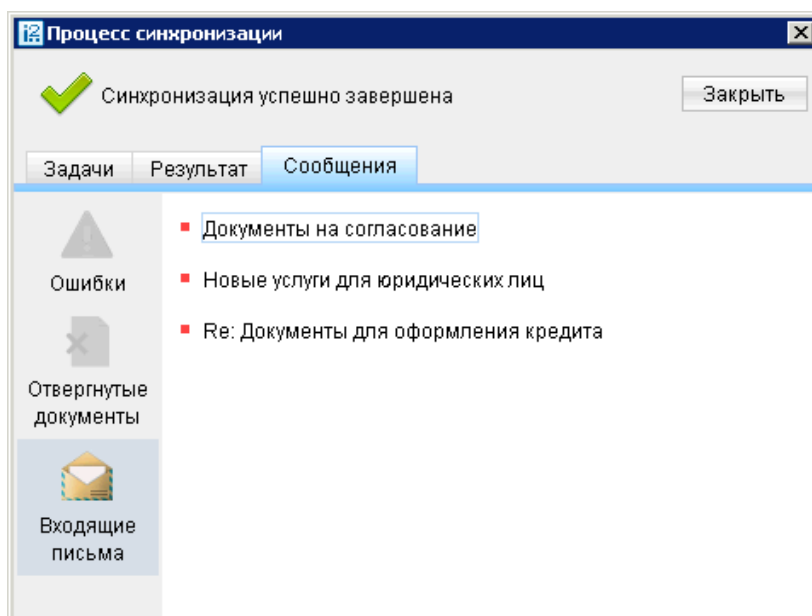 Процесс синхронизации
Синхронизация успешно завершена
Закрыть
Задачи
Результат
Сообщения
Ошибки
Отвергнутые
документы
Входящие
письма
Документы на согласование
Новые услуги для юридических лиц
Re: Документы для оформления кредита